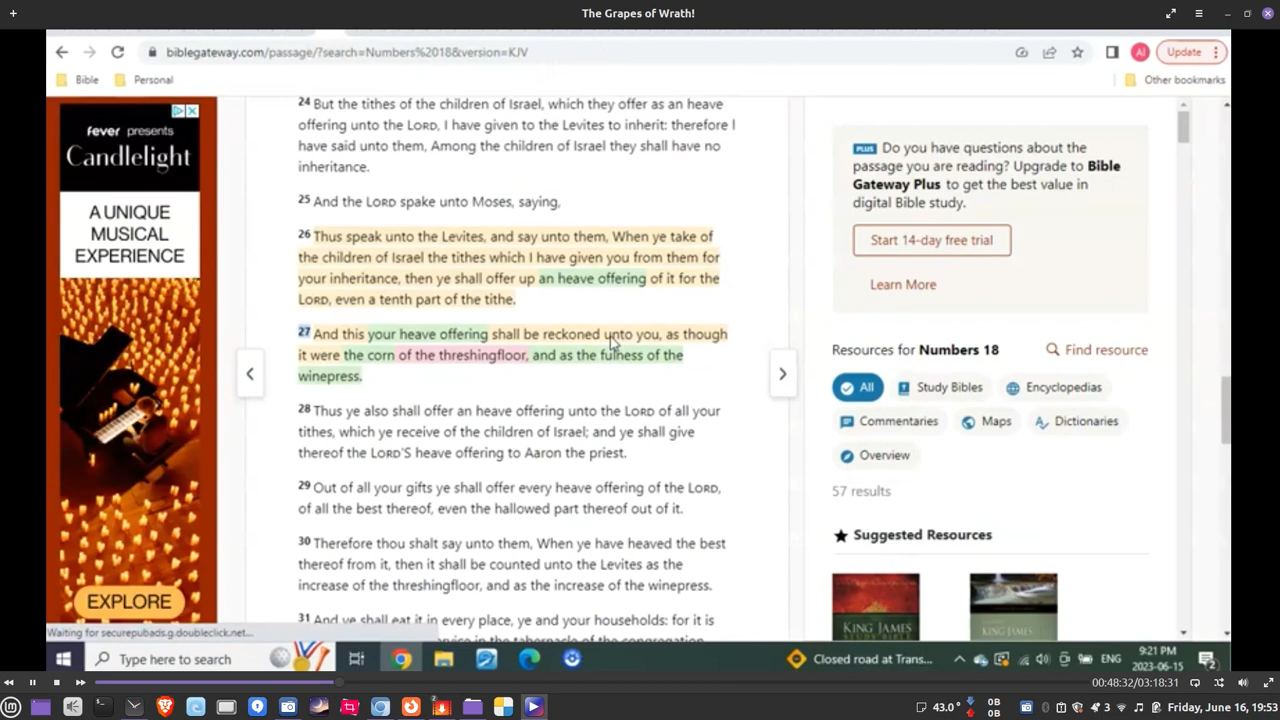 The Grapes of Wrath!
biblegateway.com/passage/?search=Numbers%2018&version=KJV
AI
Update
Bible
Personal
Other bookmarks
fever presents
Candlelight
A UNIQUE
MUSICAL
EXPERIENCE
EXPLORE
24 But the tithes of the children of Israel, which they offer as an heave
offering unto the LORD, I have given to the Levites to inherit: therefore I
have said unto them, Among the children of Israel they shall have no
inheritance.
25 And the LORD spake unto Moses, saying,
26 Thus speak unto the Levites, and say unto them, When ye take of
the children of Israel the tithes which I have given you from them for
your inheritance, then ye shall offer up an heave offering of it for the
LORD, even a tenth part of the tithe.
27 And this your heave offering shall be reckoned unto you, as though
it were the corn of the threshingfloor, and as the fulness of the
winepress.
28 Thus ye also shall offer an heave offering unto the LORD of all your
tithes, which ye receive of the children of Israel; and ye shall give
thereof the LORD'S heave offering to Aaron the priest.
29 Out of all your gifts ye shall offer every heave offering of the LORD,
of all the best thereof, even the hallowed part thereof out of it.
30 Therefore thou shalt say unto them, When ye have heaved the best
thereof from it, then it shall be counted unto the Levites as the
increase of the threshingfloor, and as the increase of the winepress.
31 And ye shall eat it in every place, ye and your households: for it is
service in the tabernacle of the congregation
PLUS Do you have questions about the
passage you are reading? Upgrade to Bible
Gateway Plus to get the best value in
digital Bible study.
Start 14-day free trial
Learn More
Resources for Numbers 18
Find resource
All
Study Bibles
Encyclopedias
Commentaries
Maps
Dictionaries
Overview
57 results
Suggested Resources
KING JAMES
KING JAMES
Waiting for securepubads.g.doubleclick.net...
Type here to search
Closed road at Trans...
ENG
9:21 PM
2023-06-15
2
00:48:32/03:18:31
2
43.0°
0B
0B
3
Friday, June 16, 19:53